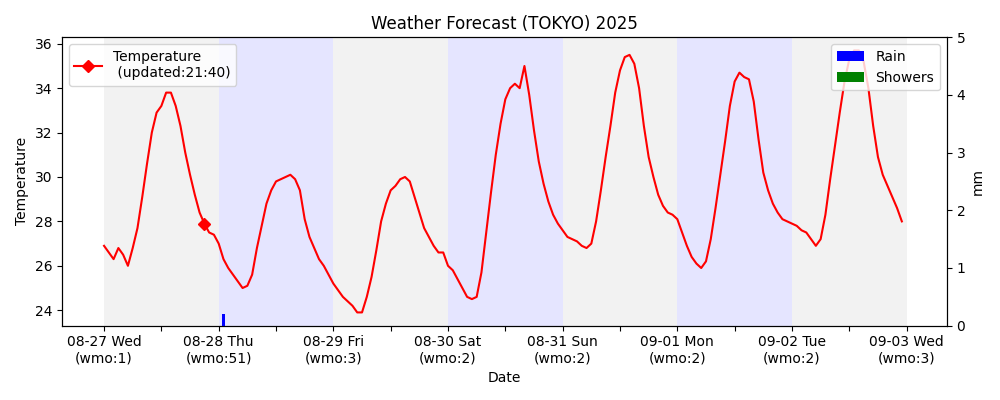 Weather Forecast (TOKYO) 2025
Temperature
(updated:21:40)
Rain
Showers
36
34
32
30
28
26
24
Temperature
5
4
3
2
1
0
mm
08-27 Wed
(wmo:1)
08-28 Thu
(wmo:51)
08-29 Fri
(wmo:3)
08-30 Sat
(wmo:2)
08-31 Sun
(wmo:2)
09-01 Mon
(wmo:2)
09-02 Tue
(wmo:2)
09-03 Wed
(wmo:3)
Date